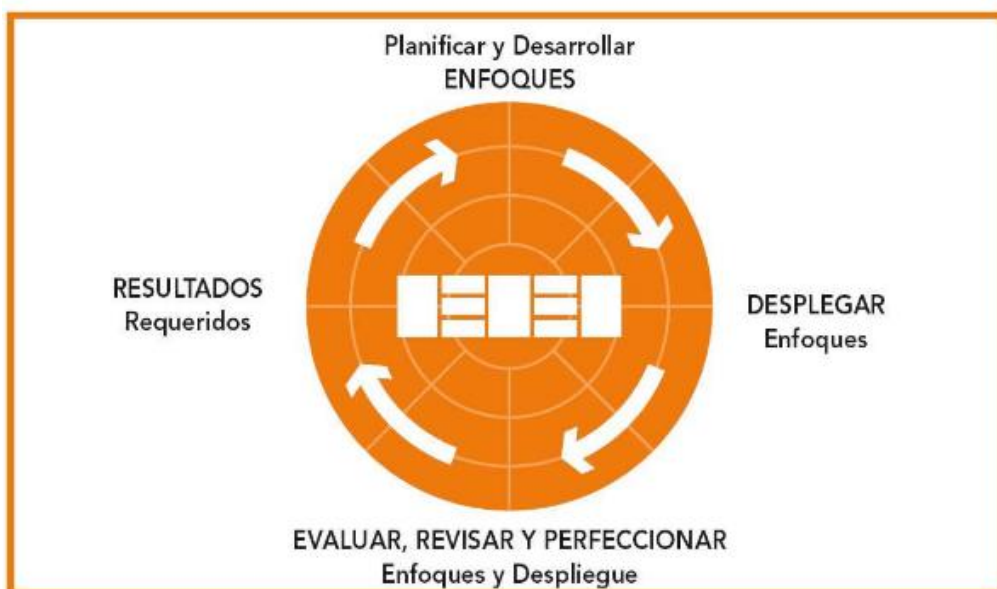 Planificar y Desarrollar
ENFOQUES
RESULTADOS
Requeridos
DESPLEGAR
Enfoques
EVALUAR, REVISAR Y PERFECCIONAR
Enfoques y Despliegue